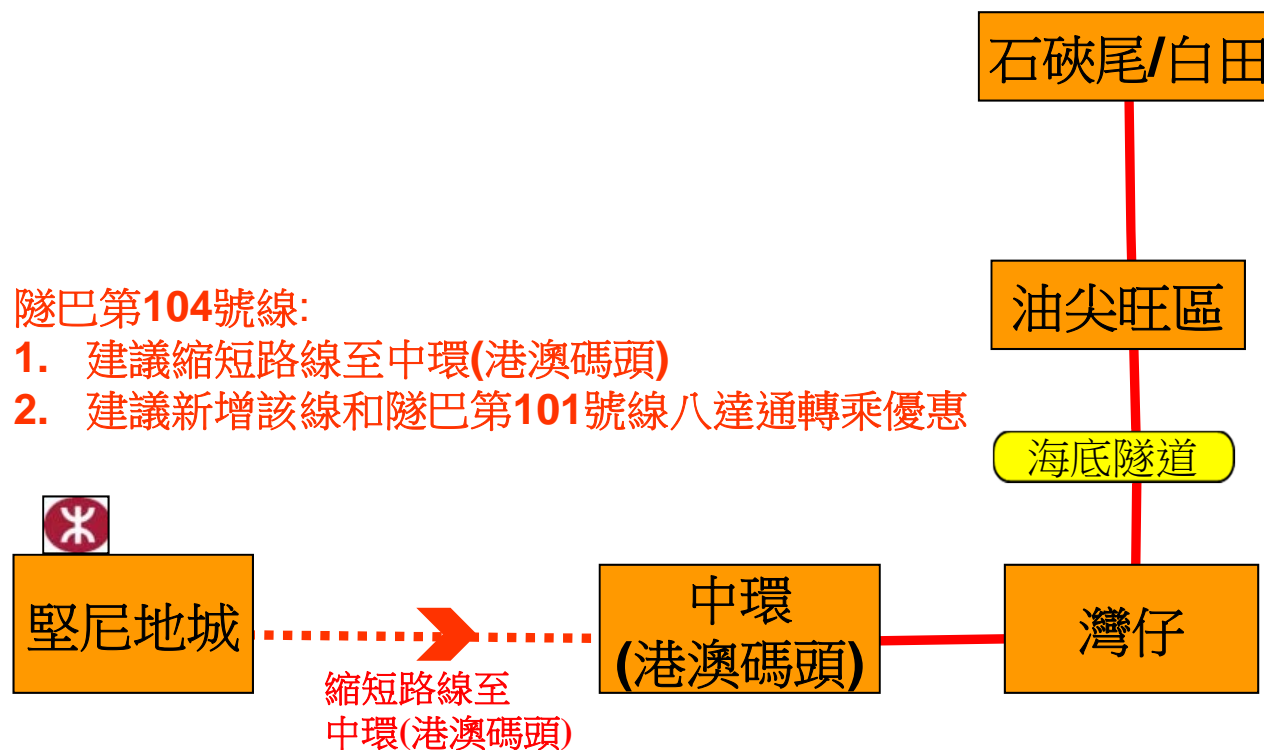 石硤尾/白田
油尖旺區
隧巴第104號線:
1. 建議縮短路線至中環(港澳碼頭)
2. 建議新增該線和隧巴第101號線八達通轉乘優惠
海底隧道
堅尼地城
中環
(港澳碼頭)
灣仔
縮短路線至
中環(港澳碼頭)